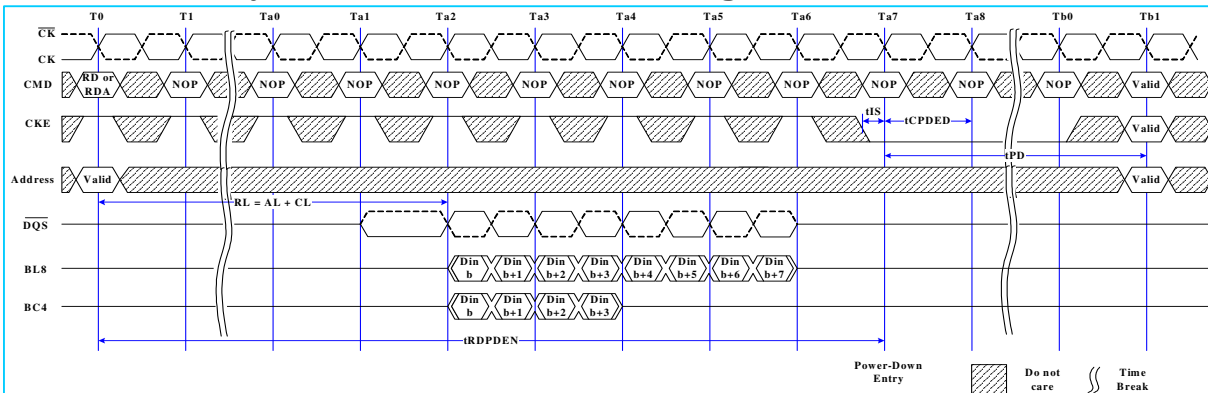 T0 T1 Ta0 Ta1 Ta2 Ta3 Ta4 Ta5 Ta6 Ta7 Ta8 Tb0 Tb1
CK
CK
CMD RD or RDA NOP NOP NOP NOP NOP NOP NOP NOP NOP NOP NOP Valid
CKE tIS tCPDED Valid
tPD
Address Valid Valid
RL = AL + CL
DQS
BL8 Din b Din b+1 Din b+2 Din b+3 Din b+4 Din b+5 Din b+6 Din b+7
BC4 Din b Din b+1 Din b+2 Din b+3
tRDPDEN
Power-Down Entry
Do not care
Time Break